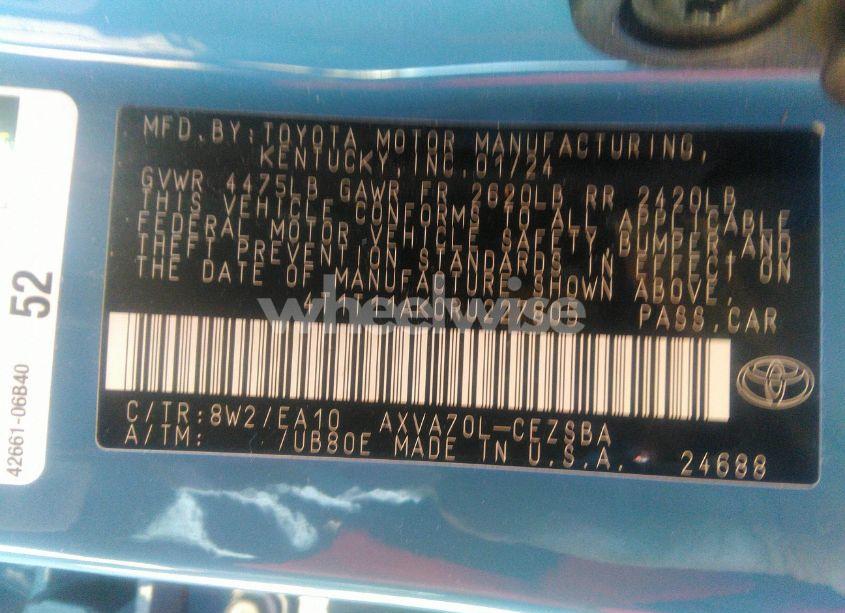 MFD.BY:TOYOTA MOTOR MANUFACTURING,
KENTUCKY,INC.01/24
GVWR 4475LB GAWR FR 2620LB RR 2420LB
THIS VEHICLE CONFORMS TO ALL APPLICABLE
FEDERAL MOTOR VEHICLE SAFETY,BUMPER,AND
THEFT PREVENTION STANDARDS IN EFFECT ON
THE DATE OF MANUFACTURE SHOWN ABOVE.
PASS.CAR
wheelwise
C/TR:8W2/EA10 AXVA70L-CEZSBA
A/TM: /UB80E MADE IN U.S.A. 24688
42661-06B40
52